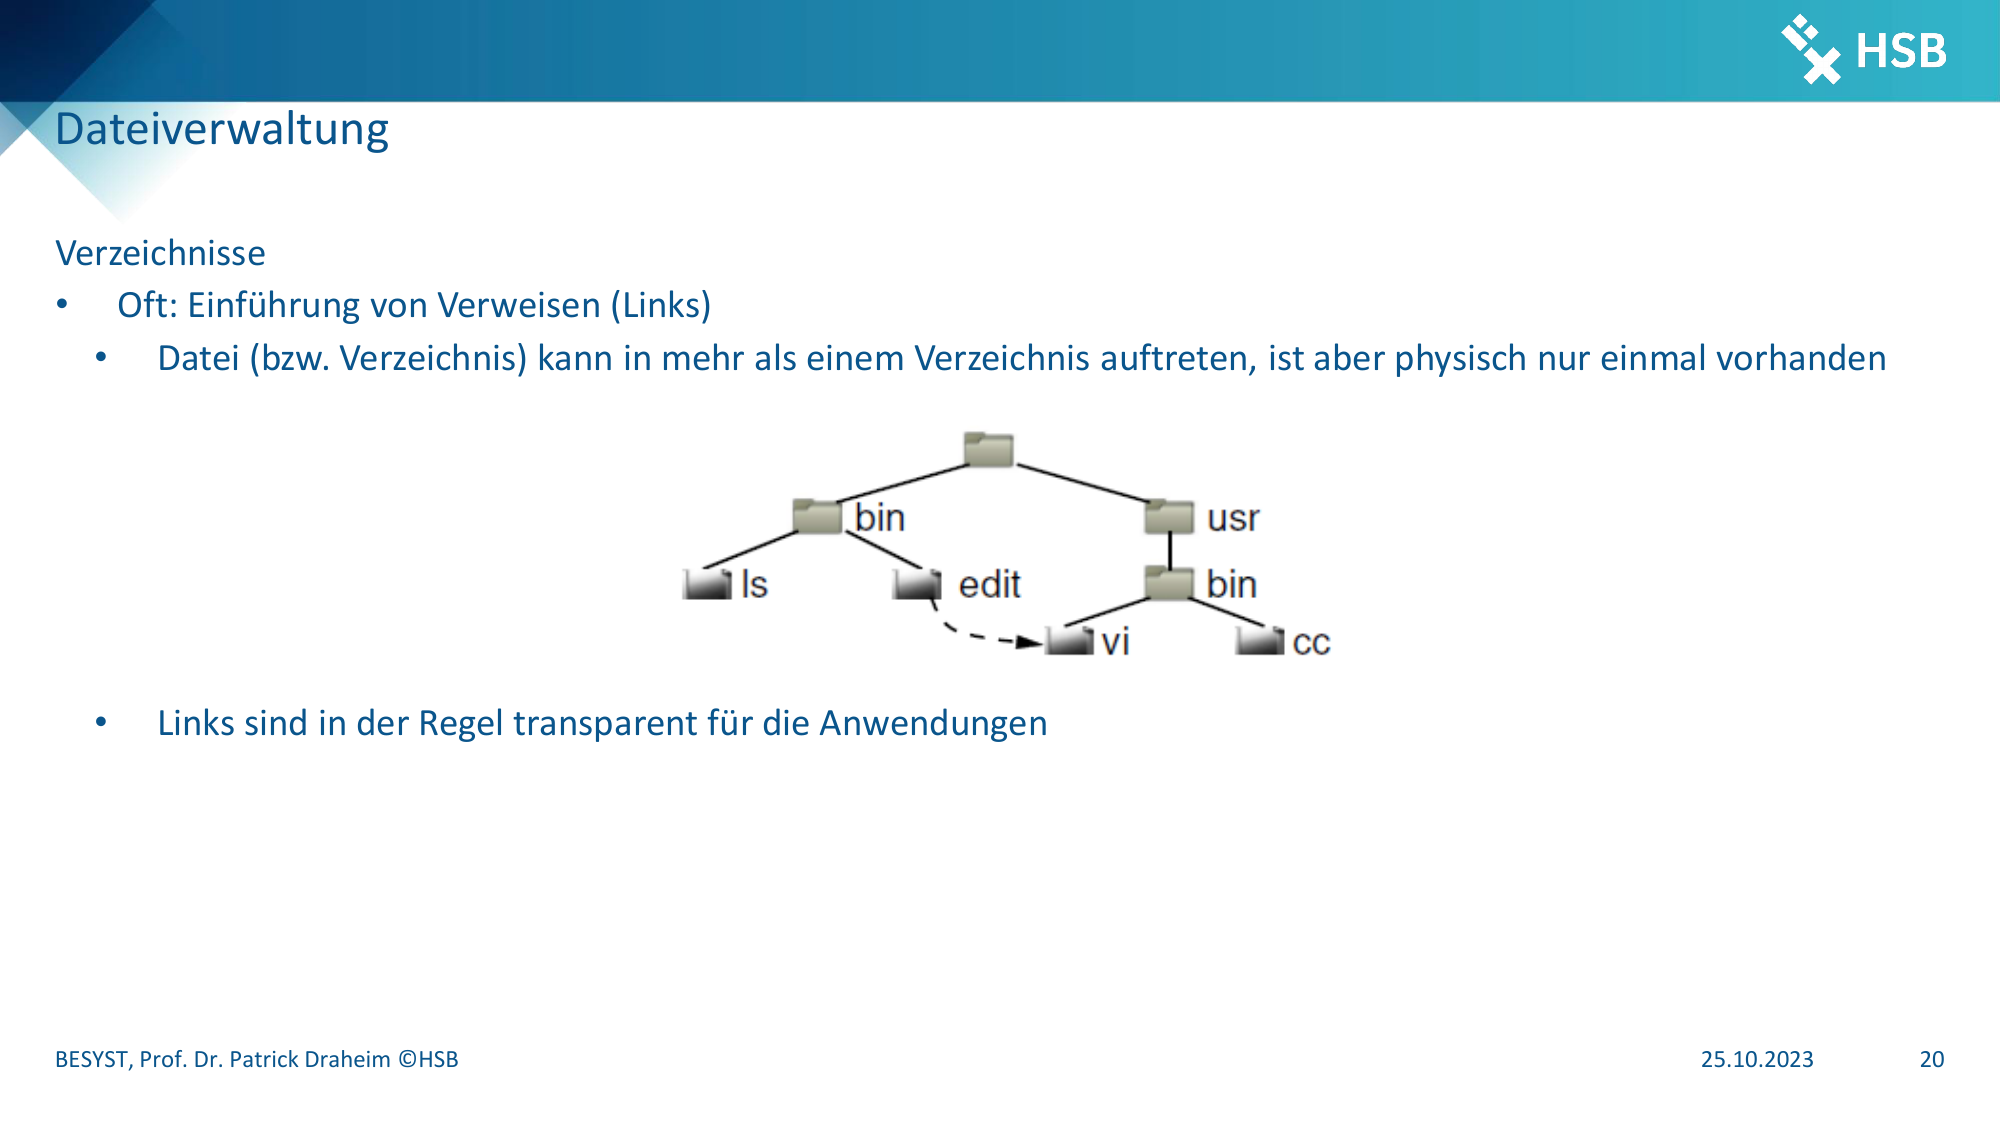 HSB
Dateiverwaltung
Verzeichnisse
• Oft: Einführung von Verweisen (Links)
• Datei (bzw. Verzeichnis) kann in mehr als einem Verzeichnis auftreten, ist aber physisch nur einmal vorhanden
bin
usr
ls
edit
bin
vi
cc
• Links sind in der Regel transparent für die Anwendungen
BESYST, Prof. Dr. Patrick Draheim ©HSB
25.10.2023
20